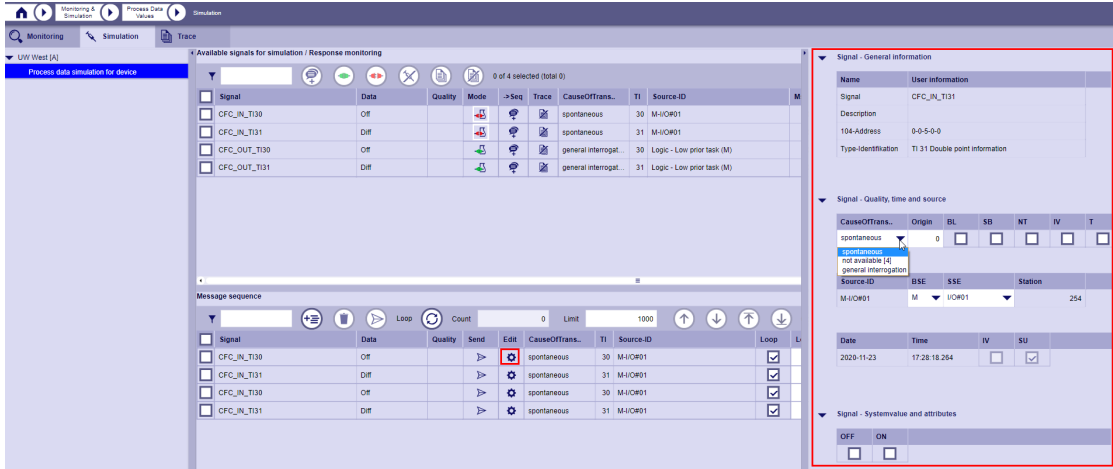 Monitoring & Simulation
Process Data Values
Simulation
Monitoring
Simulation
Trace
UW West [A]
Process data simulation for device
Available signals for simulation / Response monitoring
0 of 4 selected (total 0)
Signal Data Quality Mode ->Seq Trace CauseOfTrans.. TI Source-ID M
CFC_IN_TI30 Off spontaneous 30 M-I/O#01
CFC_IN_TI31 Diff spontaneous 31 M-I/O#01
CFC_OUT_TI30 Off general interrogat... 30 Logic - Low prior task (M)
CFC_OUT_TI31 Diff general interrogat... 31 Logic - Low prior task (M)
Message sequence
Loop Count 0 Limit 1000
Signal Data Quality Send Edit CauseOfTrans.. TI Source-ID Loop
CFC_IN_TI30 Off spontaneous 30 M-I/O#01
CFC_IN_TI31 Diff spontaneous 31 M-I/O#01
CFC_IN_TI30 Off spontaneous 30 M-I/O#01
CFC_IN_TI31 Diff spontaneous 31 M-I/O#01
Signal - General information
Name User information
Signal CFC_IN_TI31
Description
104-Address 0-0-5-0-0
Type-Identifikation TI 31 Double point information
Signal - Quality, time and source
CauseOfTrans.. Origin BL SB NT IV T
spontaneous 0
spontaneous
not available [4]
general interrogation
Source-ID BSE SSE Station
M-I/O#01 M I/O#01 254
Date Time IV SU
2020-11-23 17:28:18.264
Signal - Systemvalue and attributes
OFF ON